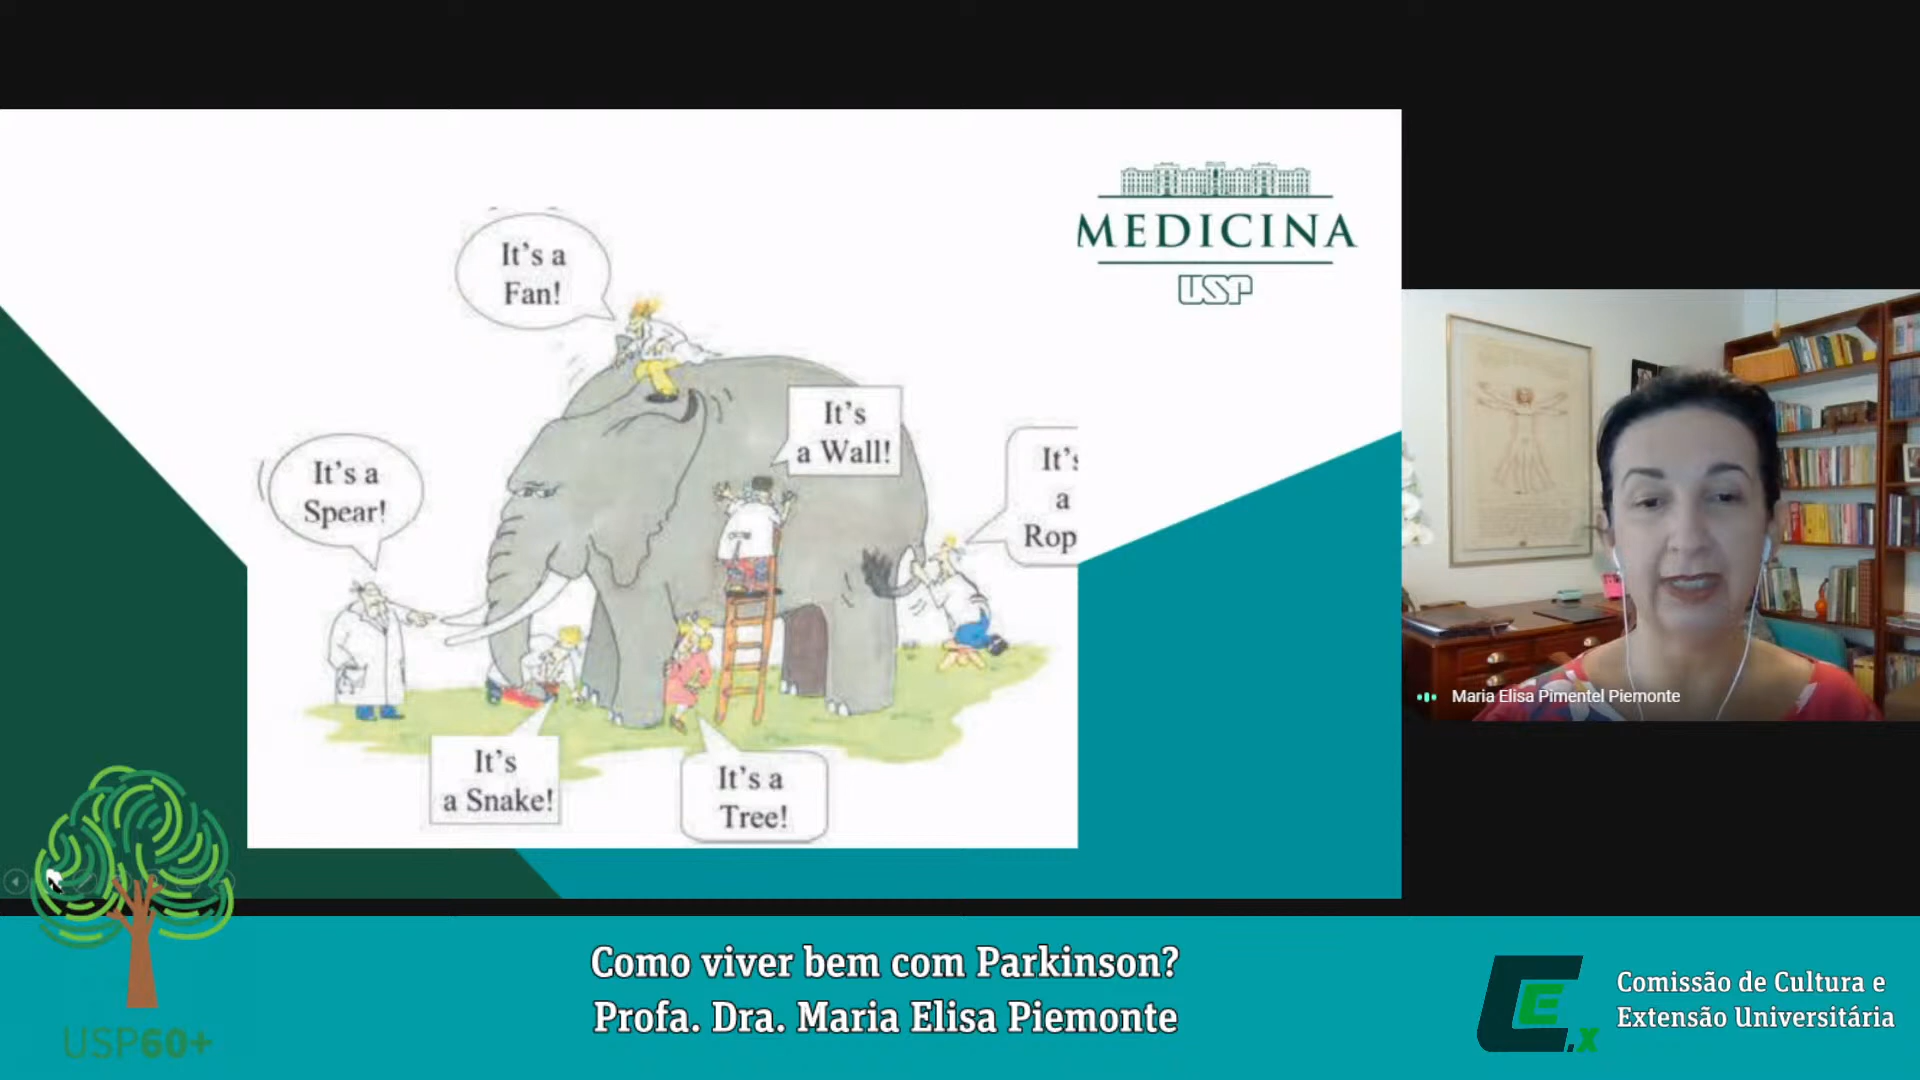 It's a
Fan!
MEDICINA
USP
It's
a Wall!
It's a
Spear!
It's
a
Rop
It's
a Snake!
It's a
Tree!
Maria Elisa Pimentel Piemonte
USP60+
Como viver bem com Parkinson?
Profa. Dra. Maria Elisa Piemonte
CE.x
Comissão de Cultura e
Extensão Universitária